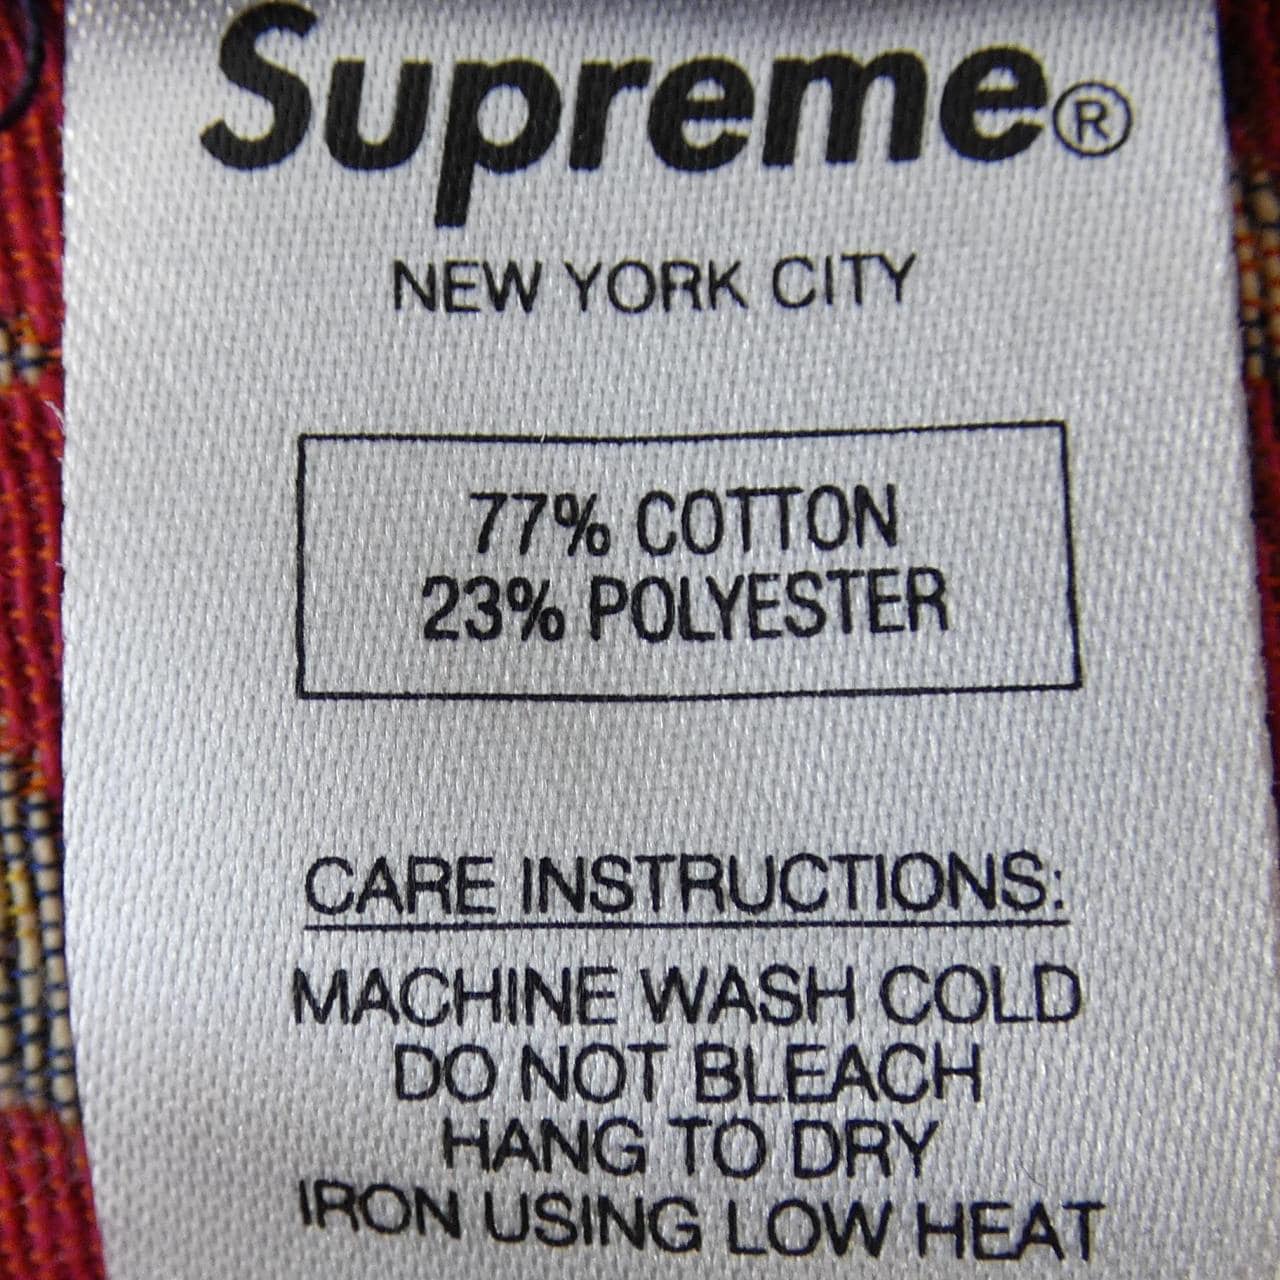 Supreme®
NEW YORK CITY
77% COTTON
23% POLYESTER
CARE INSTRUCTIONS:
MACHINE WASH COLD
DO NOT BLEACH
HANG TO DRY
IRON USING LOW HEAT